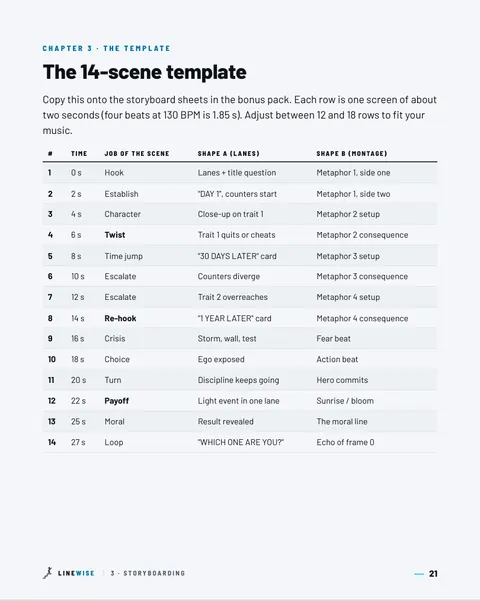 CHAPTER 3 · THE TEMPLATE
The 14-scene template
Copy this onto the storyboard sheets in the bonus pack. Each row is one screen of about
two seconds (four beats at 130 BPM is 1.85 s). Adjust between 12 and 18 rows to fit your
music.
# TIME JOB OF THE SCENE SHAPE A (LANES) SHAPE B (MONTAGE)
1 0 s Hook Lanes + title question Metaphor 1, side one
2 2 s Establish "DAY 1", counters start Metaphor 1, side two
3 4 s Character Close-up on trait 1 Metaphor 2 setup
4 6 s Twist Trait 1 quits or cheats Metaphor 2 consequence
5 8 s Time jump "30 DAYS LATER" card Metaphor 3 setup
6 10 s Escalate Counters diverge Metaphor 3 consequence
7 12 s Escalate Trait 2 overreaches Metaphor 4 setup
8 14 s Re-hook "1 YEAR LATER" card Metaphor 4 consequence
9 16 s Crisis Storm, wall, test Fear beat
10 18 s Choice Ego exposed Action beat
11 20 s Turn Discipline keeps going Hero commits
12 22 s Payoff Light event in one lane Sunrise / bloom
13 25 s Moral Result revealed The moral line
14 27 s Loop "WHICH ONE ARE YOU?" Echo of frame 0
LINEWISE | 3 · STORYBOARDING — 21